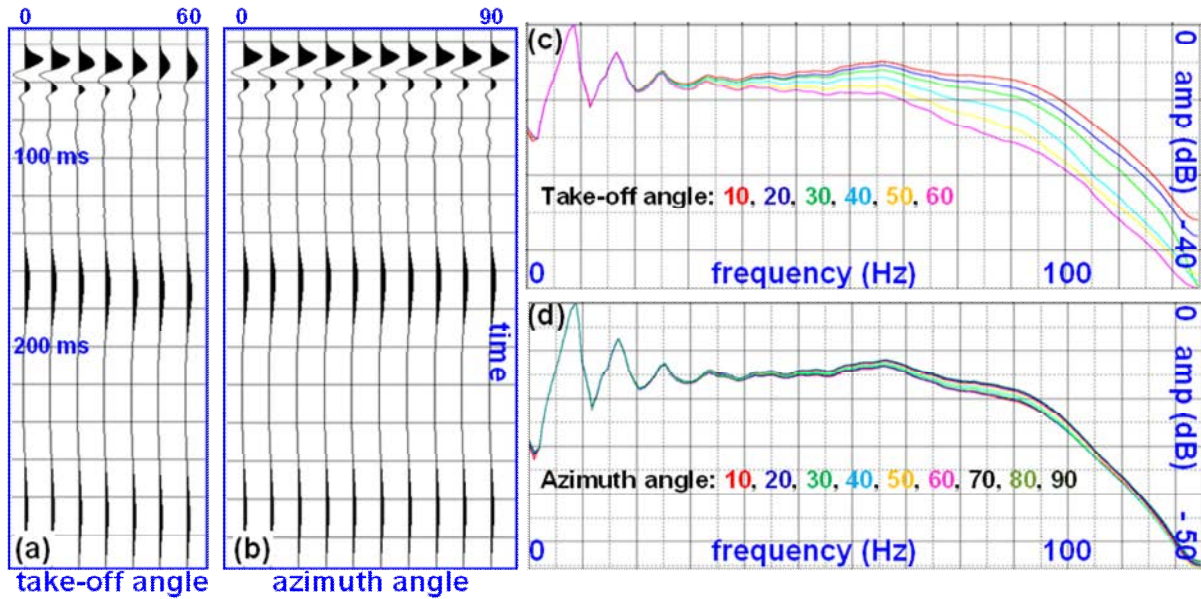 0 60
100 ms
200 ms
(a)
take-off angle
0 90
time
(b)
azimuth angle
(c)
0
amp (dB)
-40
Take-off angle: 10, 20, 30, 40, 50, 60
0 frequency (Hz) 100
(d)
0
amp (dB)
-50
Azimuth angle: 10, 20, 30, 40, 50, 60, 70, 80, 90
0 frequency (Hz) 100